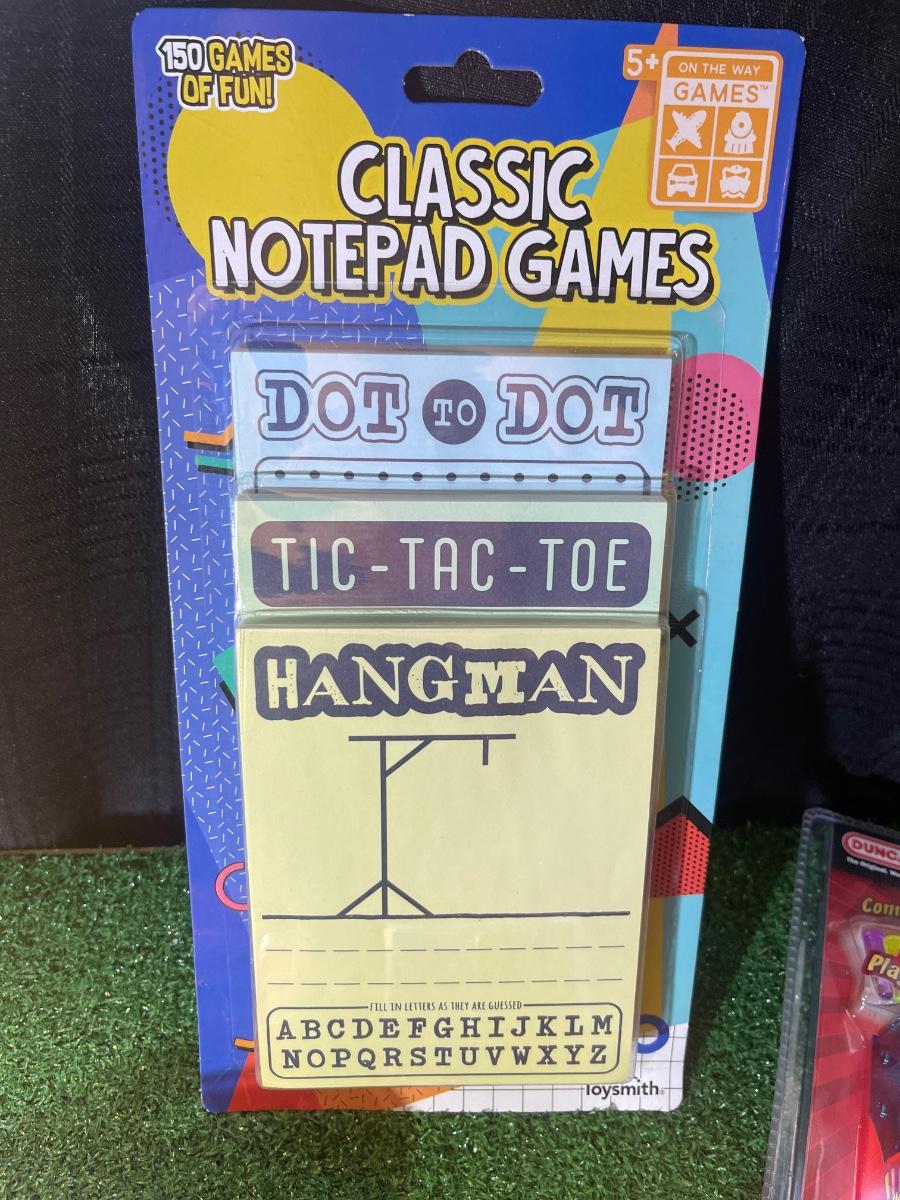 150 GAMES
OF FUN!
5+
ON THE WAY
GAMES™
CLASSIC
NOTEPAD GAMES
DOT TO DOT
TIC-TAC-TOE
HANGMAN
FILL IN LETTERS AS THEY ARE GUESSED
ABCDEFGHIJKLM
NOPQRSTUVWXYZ
Toysmith